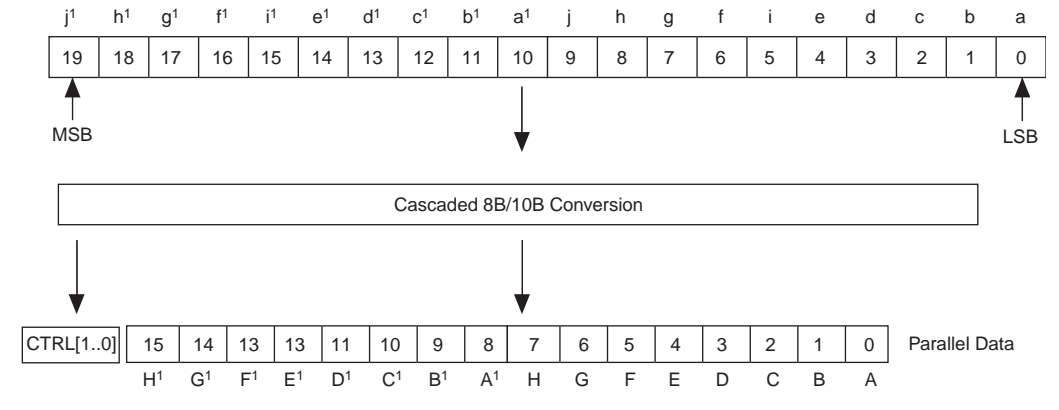 j¹ h¹ g¹ f¹ i¹ e¹ d¹ c¹ b¹ a¹ j h g f i e d c b a
19 18 17 16 15 14 13 12 11 10 9 8 7 6 5 4 3 2 1 0
MSB LSB
Cascaded 8B/10B Conversion
CTRL[1..0] 15 14 13 13 11 10 9 8 7 6 5 4 3 2 1 0 Parallel Data
H¹ G¹ F¹ E¹ D¹ C¹ B¹ A¹ H G F E D C B A